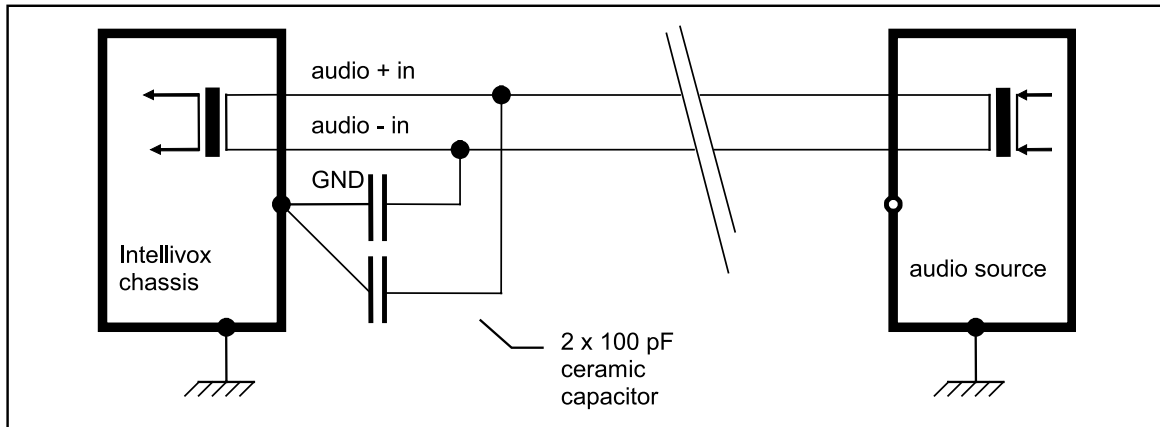 audio + in
audio - in
GND
Intellivox
chassis
audio source
2 x 100 pF
ceramic
capacitor